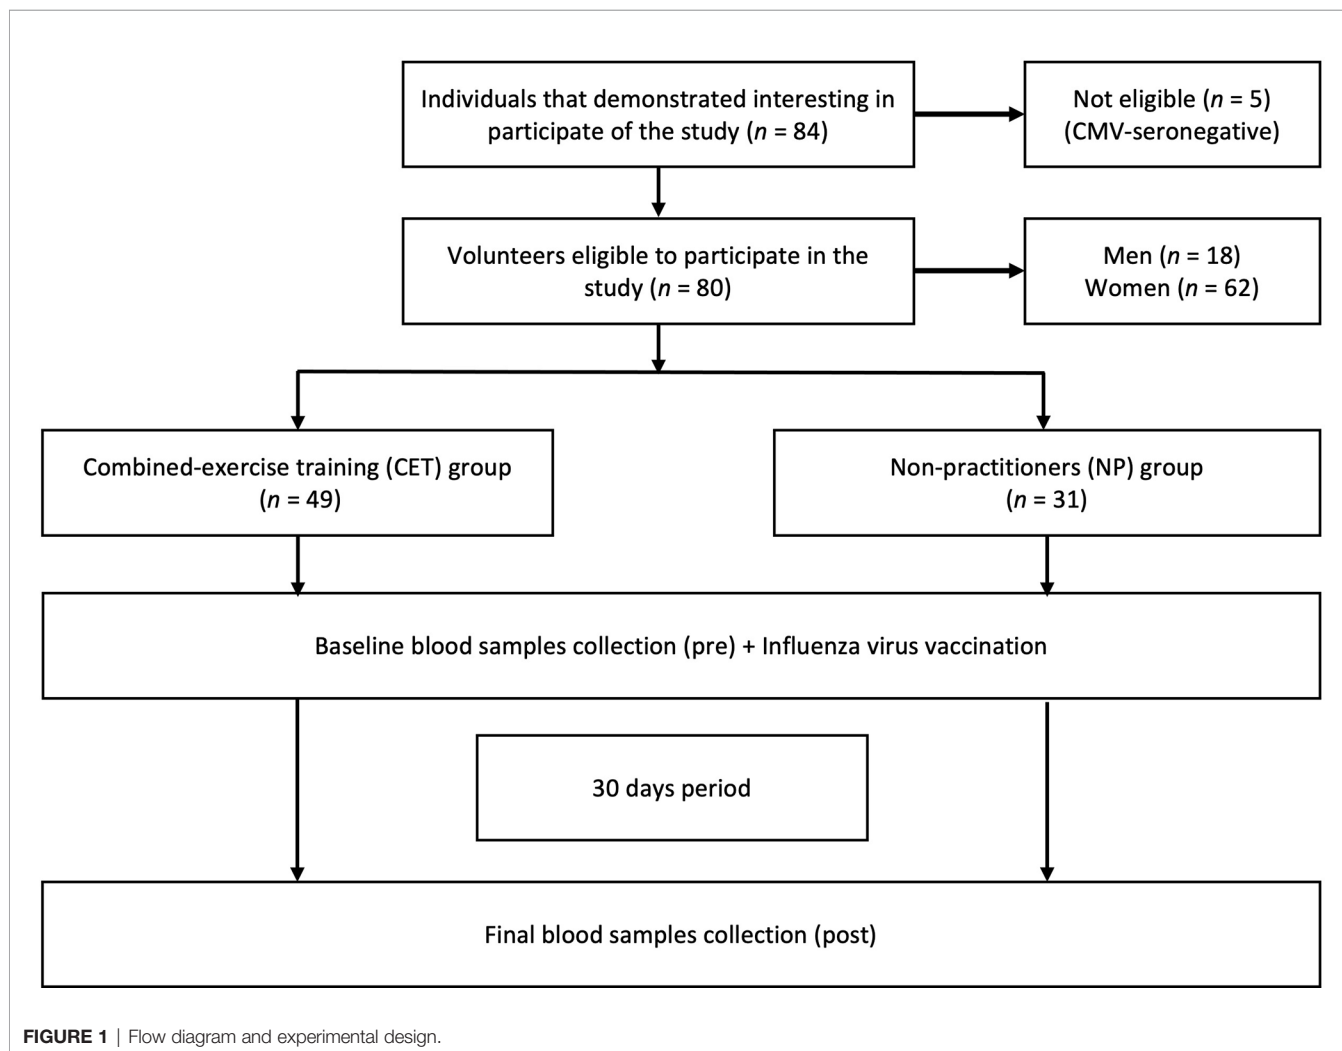 Individuals that demonstrated interesting in
participate of the study (n = 84)
Not eligible (n = 5)
(CMV-seronegative)
Volunteers eligible to participate in the
study (n = 80)
Men (n = 18)
Women (n = 62)
Combined-exercise training (CET) group
(n = 49)
Non-practitioners (NP) group
(n = 31)
Baseline blood samples collection (pre) + Influenza virus vaccination
30 days period
Final blood samples collection (post)
FIGURE 1 | Flow diagram and experimental design.